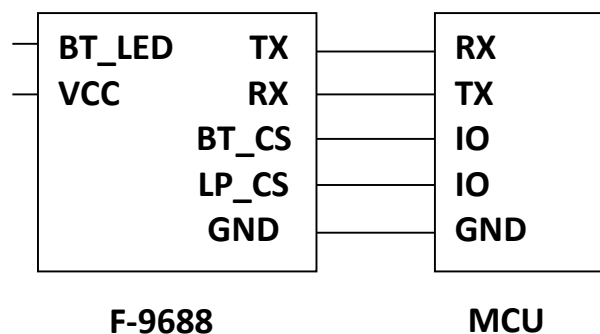 BT_LED TX RX
VCC RX TX
BT_CS IO
LP_CS IO
GND GND
F-9688 MCU